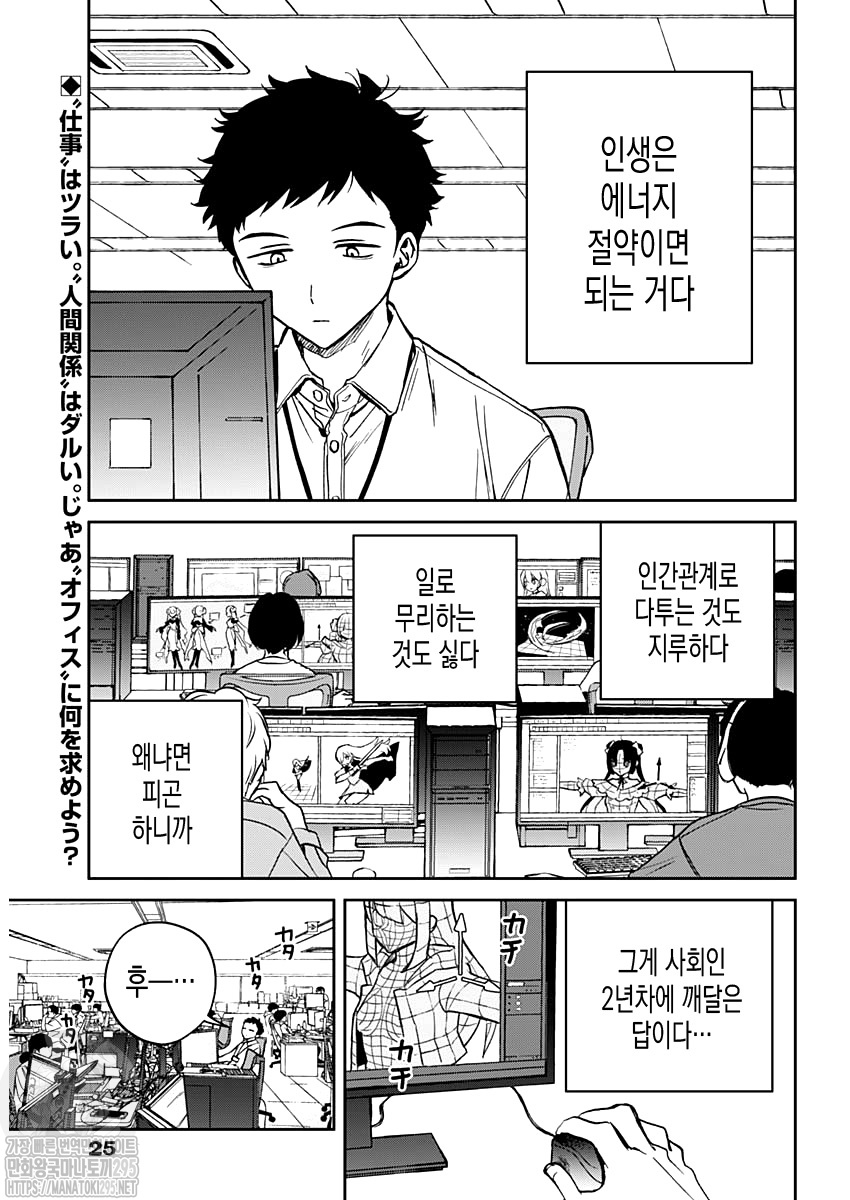 ◆〝仕事〟はツラい。〝人間関係〟はダルい。じゃあ〝オフィス〟に何を求めよう?
인생은
에너지
절약이면
되는 거다
인간관계로
다투는 것도
지루하다
일로
무리하는
것도 싫다
왜냐면
피곤
하니까
그게 사회인
2년차에 깨달은
답이다…
カチ
カチ
カタ
후—…
カタ
25
가장 빠른 번역만화사이트
만화왕국마나토끼295
HTTPS://MANATOKI295.NET